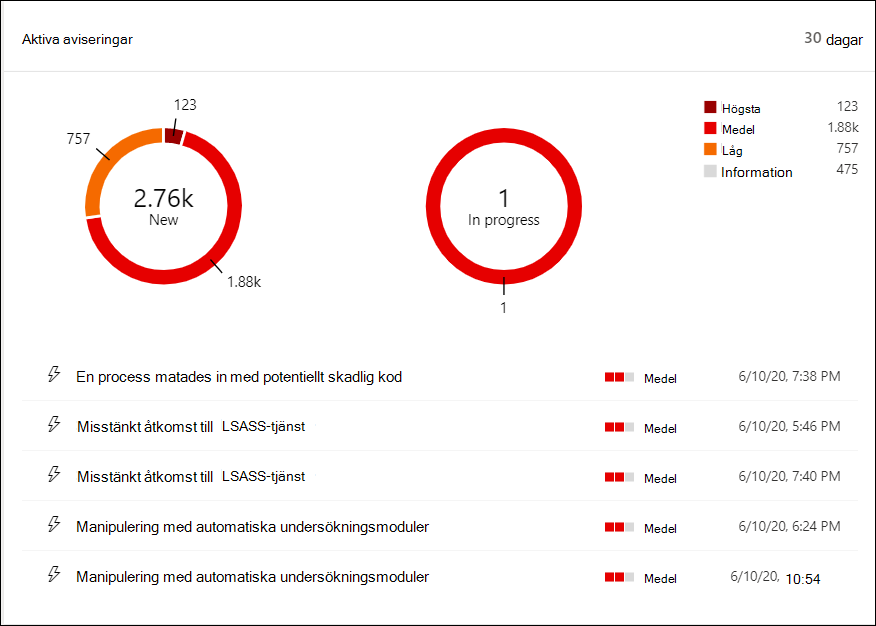 Aktiva aviseringar
30 dagar
123
757
2.76k
New
1.88k
1
In progress
1
Högsta 123
Medel 1.88k
Låg 757
Information 475
En process matades in med potentiellt skadlig kod Medel 6/10/20, 7:38 PM
Misstänkt åtkomst till LSASS-tjänst Medel 6/10/20, 5:46 PM
Misstänkt åtkomst till LSASS-tjänst Medel 6/10/20, 7:40 PM
Manipulering med automatiska undersökningsmoduler Medel 6/10/20, 6:24 PM
Manipulering med automatiska undersökningsmoduler Medel 6/10/20, 10:54